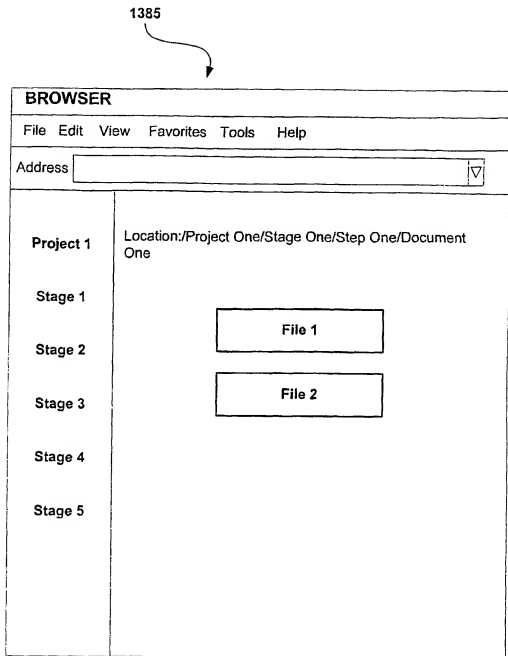 1385
BROWSER
File Edit View Favorites Tools Help
Address
Project 1
Stage 1
Stage 2
Stage 3
Stage 4
Stage 5
Location:/Project One/Stage One/Step One/Document
One
File 1
File 2